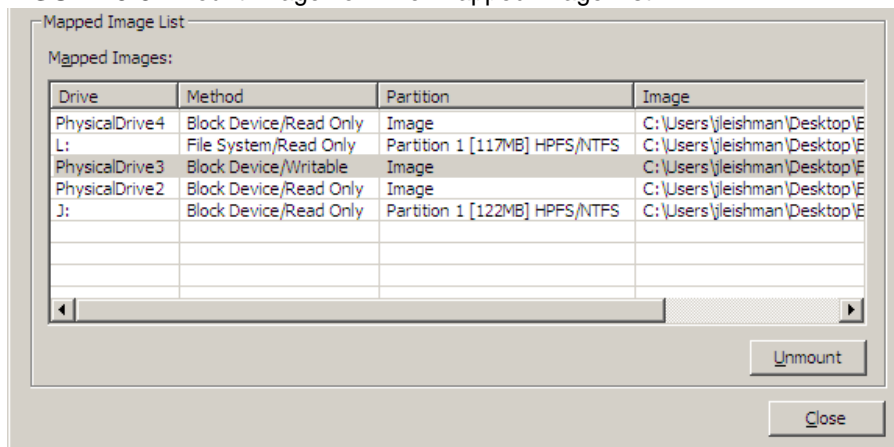 Mapped Image List
Mapped Images:
Drive Method Partition Image
PhysicalDrive4 Block Device/Read Only Image C:\Users\jleishman\Desktop\E
L: File System/Read Only Partition 1 [117MB] HPFS/NTFS C:\Users\jleishman\Desktop\E
PhysicalDrive3 Block Device/Writable Image C:\Users\jleishman\Desktop\E
PhysicalDrive2 Block Device/Read Only Image C:\Users\jleishman\Desktop\E
J: Block Device/Read Only Partition 1 [122MB] HPFS/NTFS C:\Users\jleishman\Desktop\E
Unmount
Close